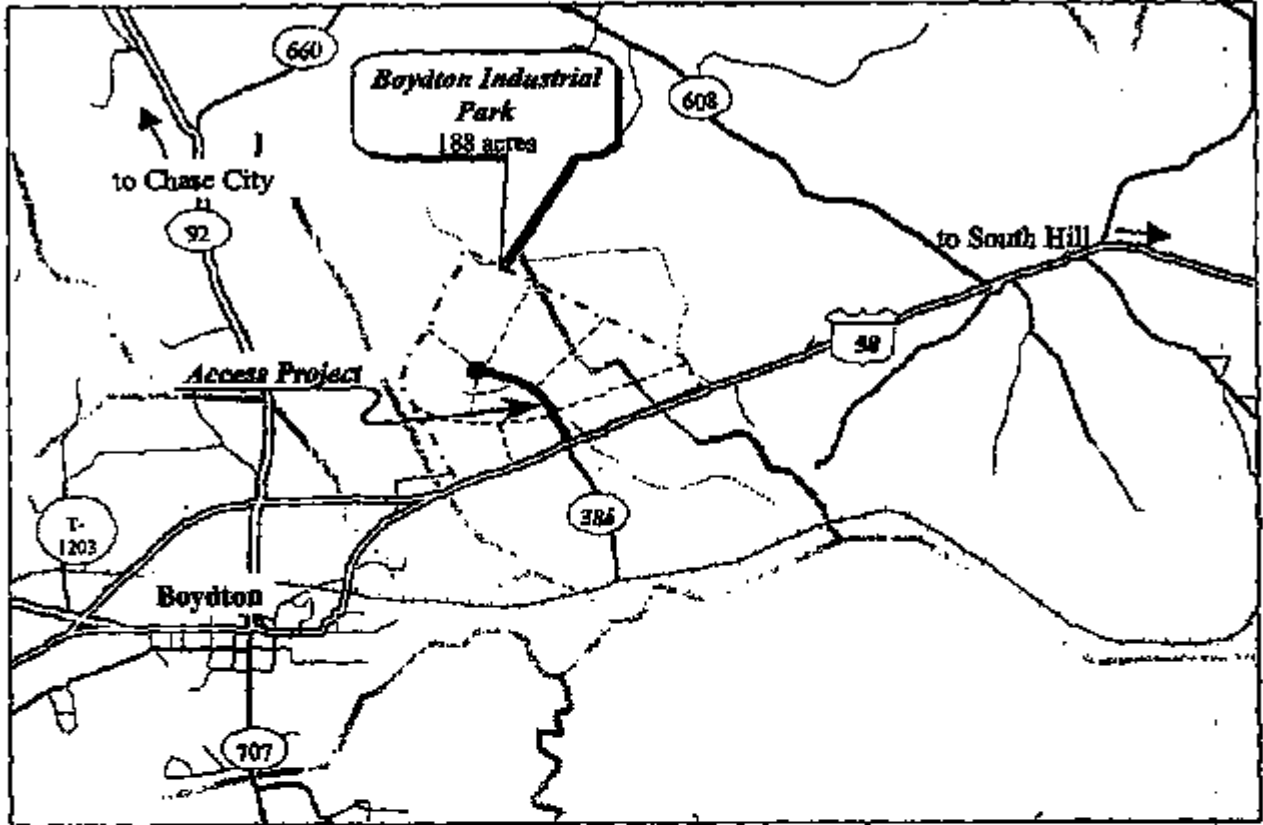 660
Boydton Industrial
Park
188 acres
608
to Chase City
92
to South Hill
58
Access Project
386
T-
1203
Boydton
707